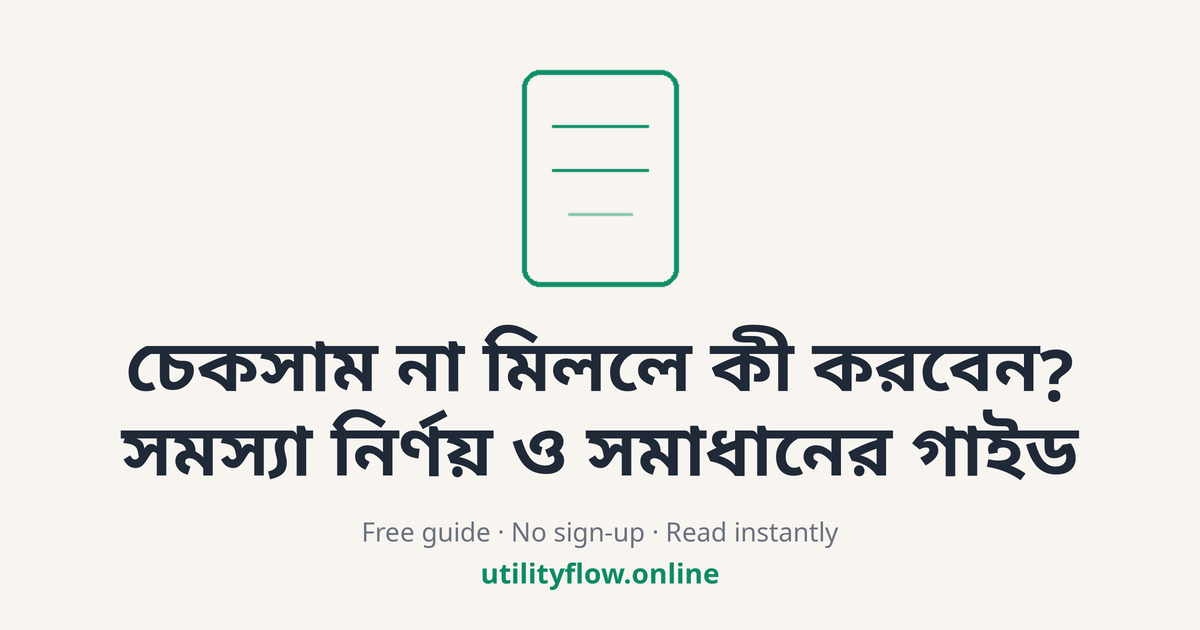 চেকসাম না মিললে কী করবেন?
সমস্যা নির্ণয় ও সমাধানের গাইড
Free guide · No sign-up · Read instantly
utilityflow.online